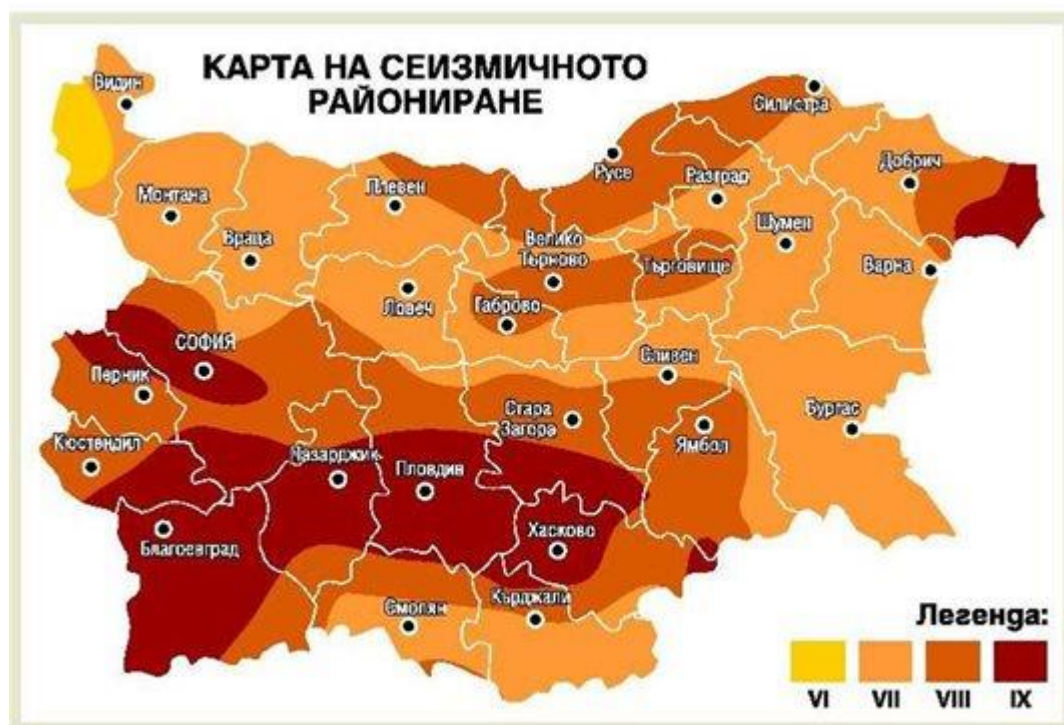 КАРТА НА СЕИЗМИЧНОТО
РАЙОНИРАНЕ
Видин
Силистра
Русе
Добрич
Монтана
Плевен
Разград
Враца
Велико
Търново
Шумен
Ловеч
Габрово
Търговище
Варна
СОФИЯ
Перник
Сливен
Стара
Загора
Ямбол
Бургас
Кюстендил
Пазарджик
Пловдив
Благоевград
Хасково
Смолян
Кърджали
Легенда:
VI VII VIII IX